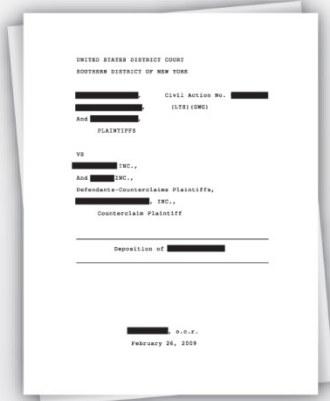 UNITED STATES DISTRICT COURT
SOUTHERN DISTRICT OF NEW YORK
, Civil Action No.
, (LTS)(GWG)
And ,
PLAINTIFFS
VS
INC.,
And INC.,
Defendants-Counterclaims Plaintiffs,
, INC.,
Counterclaim Plaintiff
Deposition of
, o.c.r.
February 26, 2009